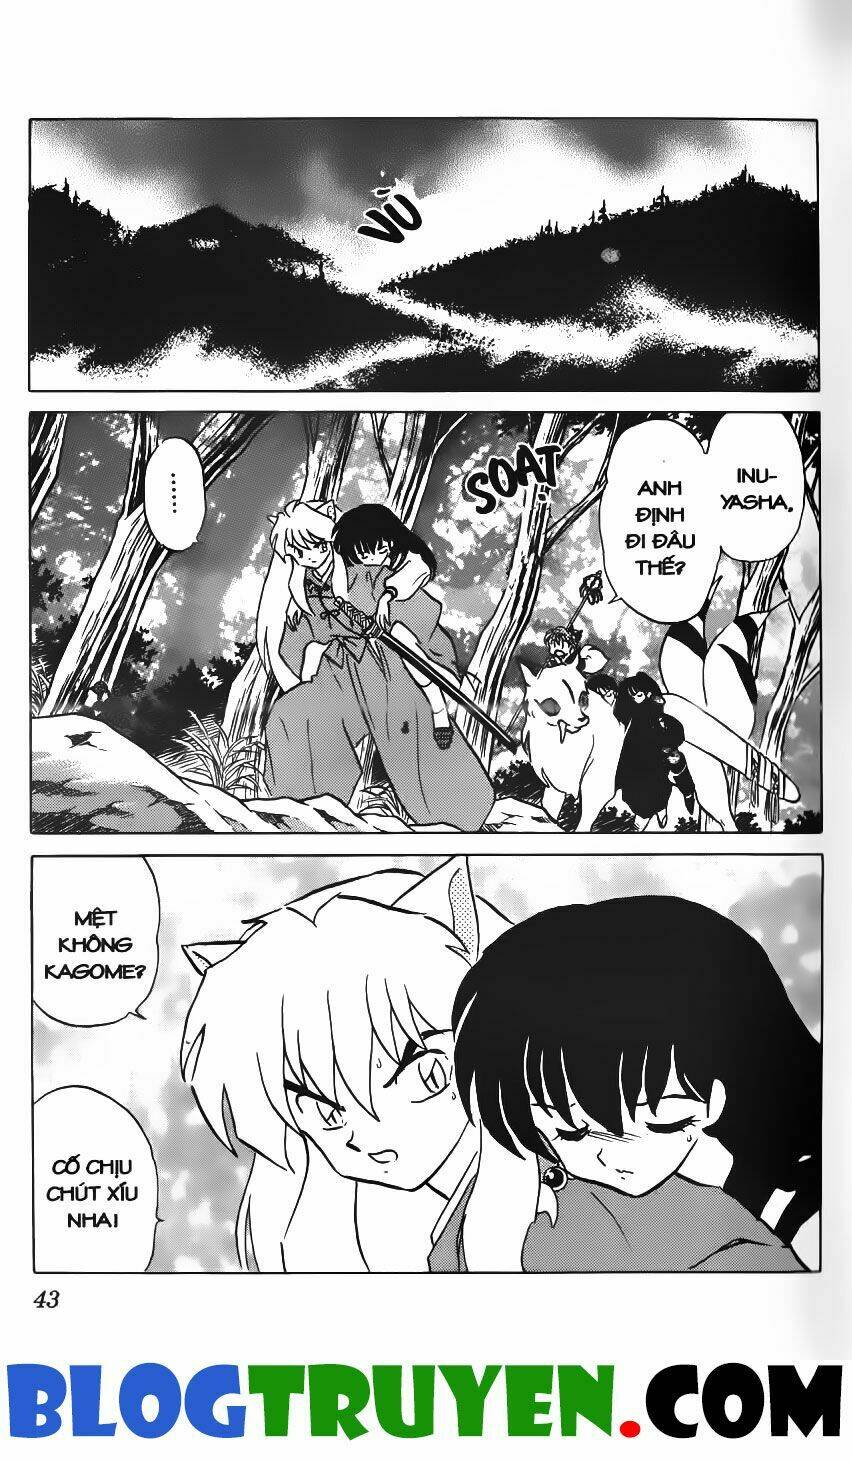 VÙ
INU-
YASHA,
ANH
ĐỊNH
ĐI ĐÂU
THẾ?
SOẠT
......
MỆT
KHÔNG
KAGOME?
CỐ CHỊU
CHÚT XÍU
NHA!
43
BLOGTRUYEN.COM